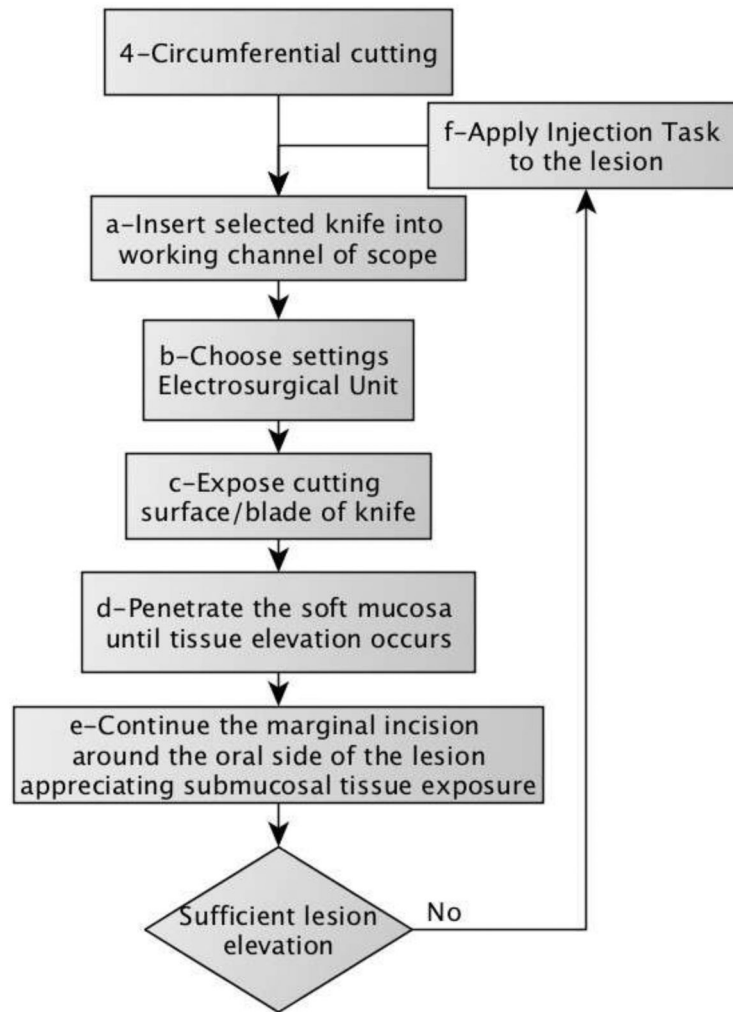 4-Circumferential cutting
f-Apply Injection Task
to the lesion
a-Insert selected knife into
working channel of scope
b-Choose settings
Electrosurgical Unit
c-Expose cutting
surface/blade of knife
d-Penetrate the soft mucosa
until tissue elevation occurs
e-Continue the marginal incision
around the oral side of the lesion
appreciating submucosal tissue exposure
Sufficient lesion
elevation
No